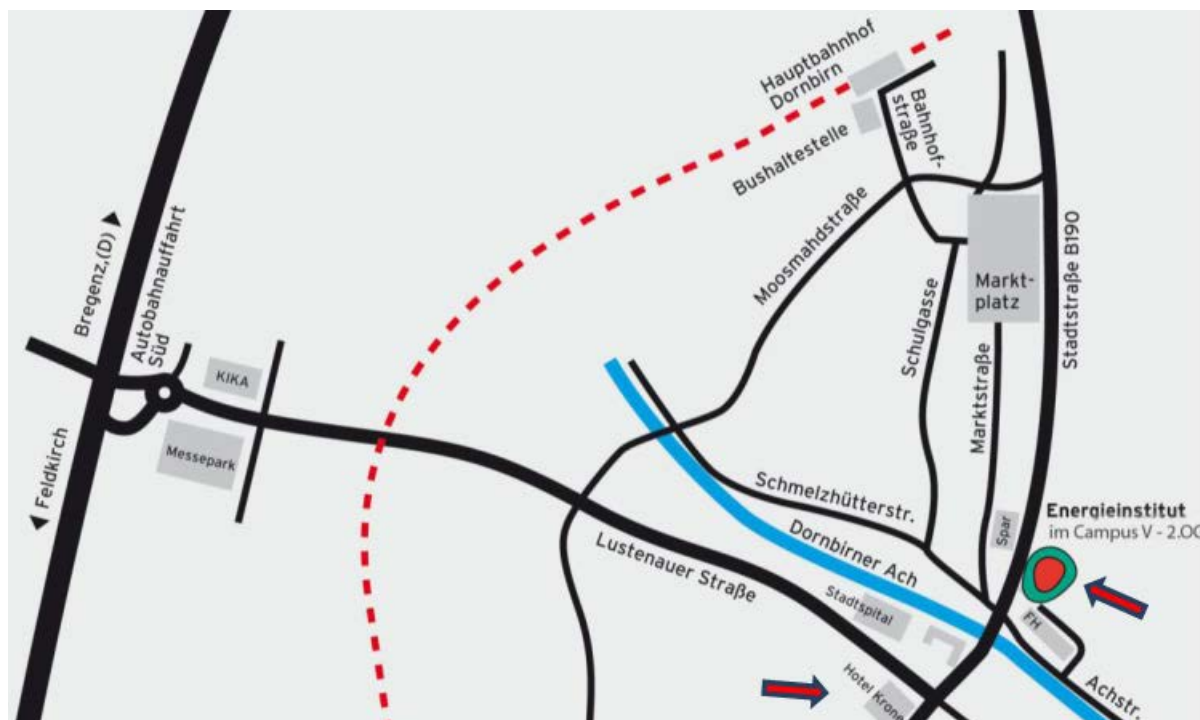 Hauptbahnhof
Dornbirn
Bahnhof-
straße
Bushaltestelle
Moosmahdstraße
Bregenz,(D)
Autobahnauffahrt
Süd
Markt-
platz
Stadtstraße B190
Schulgasse
Marktstraße
KIKA
Messepark
Feldkirch
Schmelzhütterstr.
Spar
Energieinstitut
im Campus V - 2.OG
Dornbirner Ach
Lustenauer Straße
Stadtspital
FH
Hotel Krone
Achstr.